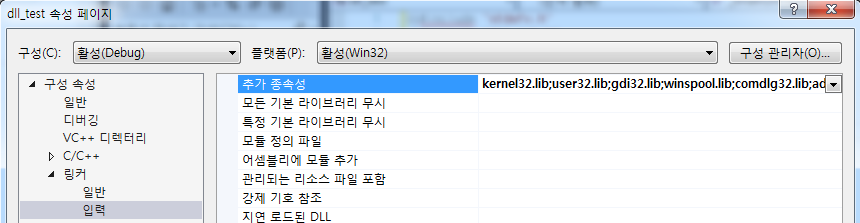 dll_test 속성 페이지
?
구성(C): 활성(Debug) 플랫폼(P): 활성(Win32) 구성 관리자(O)...
구성 속성
일반
디버깅
VC++ 디렉터리
C/C++
링커
일반
입력
추가 종속성 kernel32.lib;user32.lib;gdi32.lib;winspool.lib;comdlg32.lib;ad
모든 기본 라이브러리 무시
특정 기본 라이브러리 무시
모듈 정의 파일
어셈블리에 모듈 추가
관리되는 리소스 파일 포함
강제 기호 참조
지연 로드된 DLL